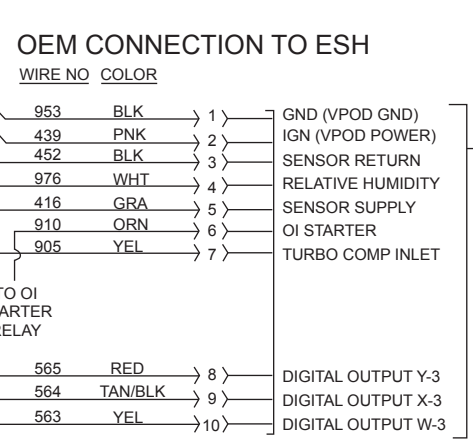 OEM CONNECTION TO ESH
WIRE NO COLOR
953 BLK 1 GND (VPOD GND)
439 PNK 2 IGN (VPOD POWER)
452 BLK 3 SENSOR RETURN
976 WHT 4 RELATIVE HUMIDITY
416 GRA 5 SENSOR SUPPLY
910 ORN 6 OI STARTER
905 YEL 7 TURBO COMP INLET
TO OI
ARTER
RELAY
565 RED 8 DIGITAL OUTPUT Y-3
564 TAN/BLK 9 DIGITAL OUTPUT X-3
563 YEL 10 DIGITAL OUTPUT W-3